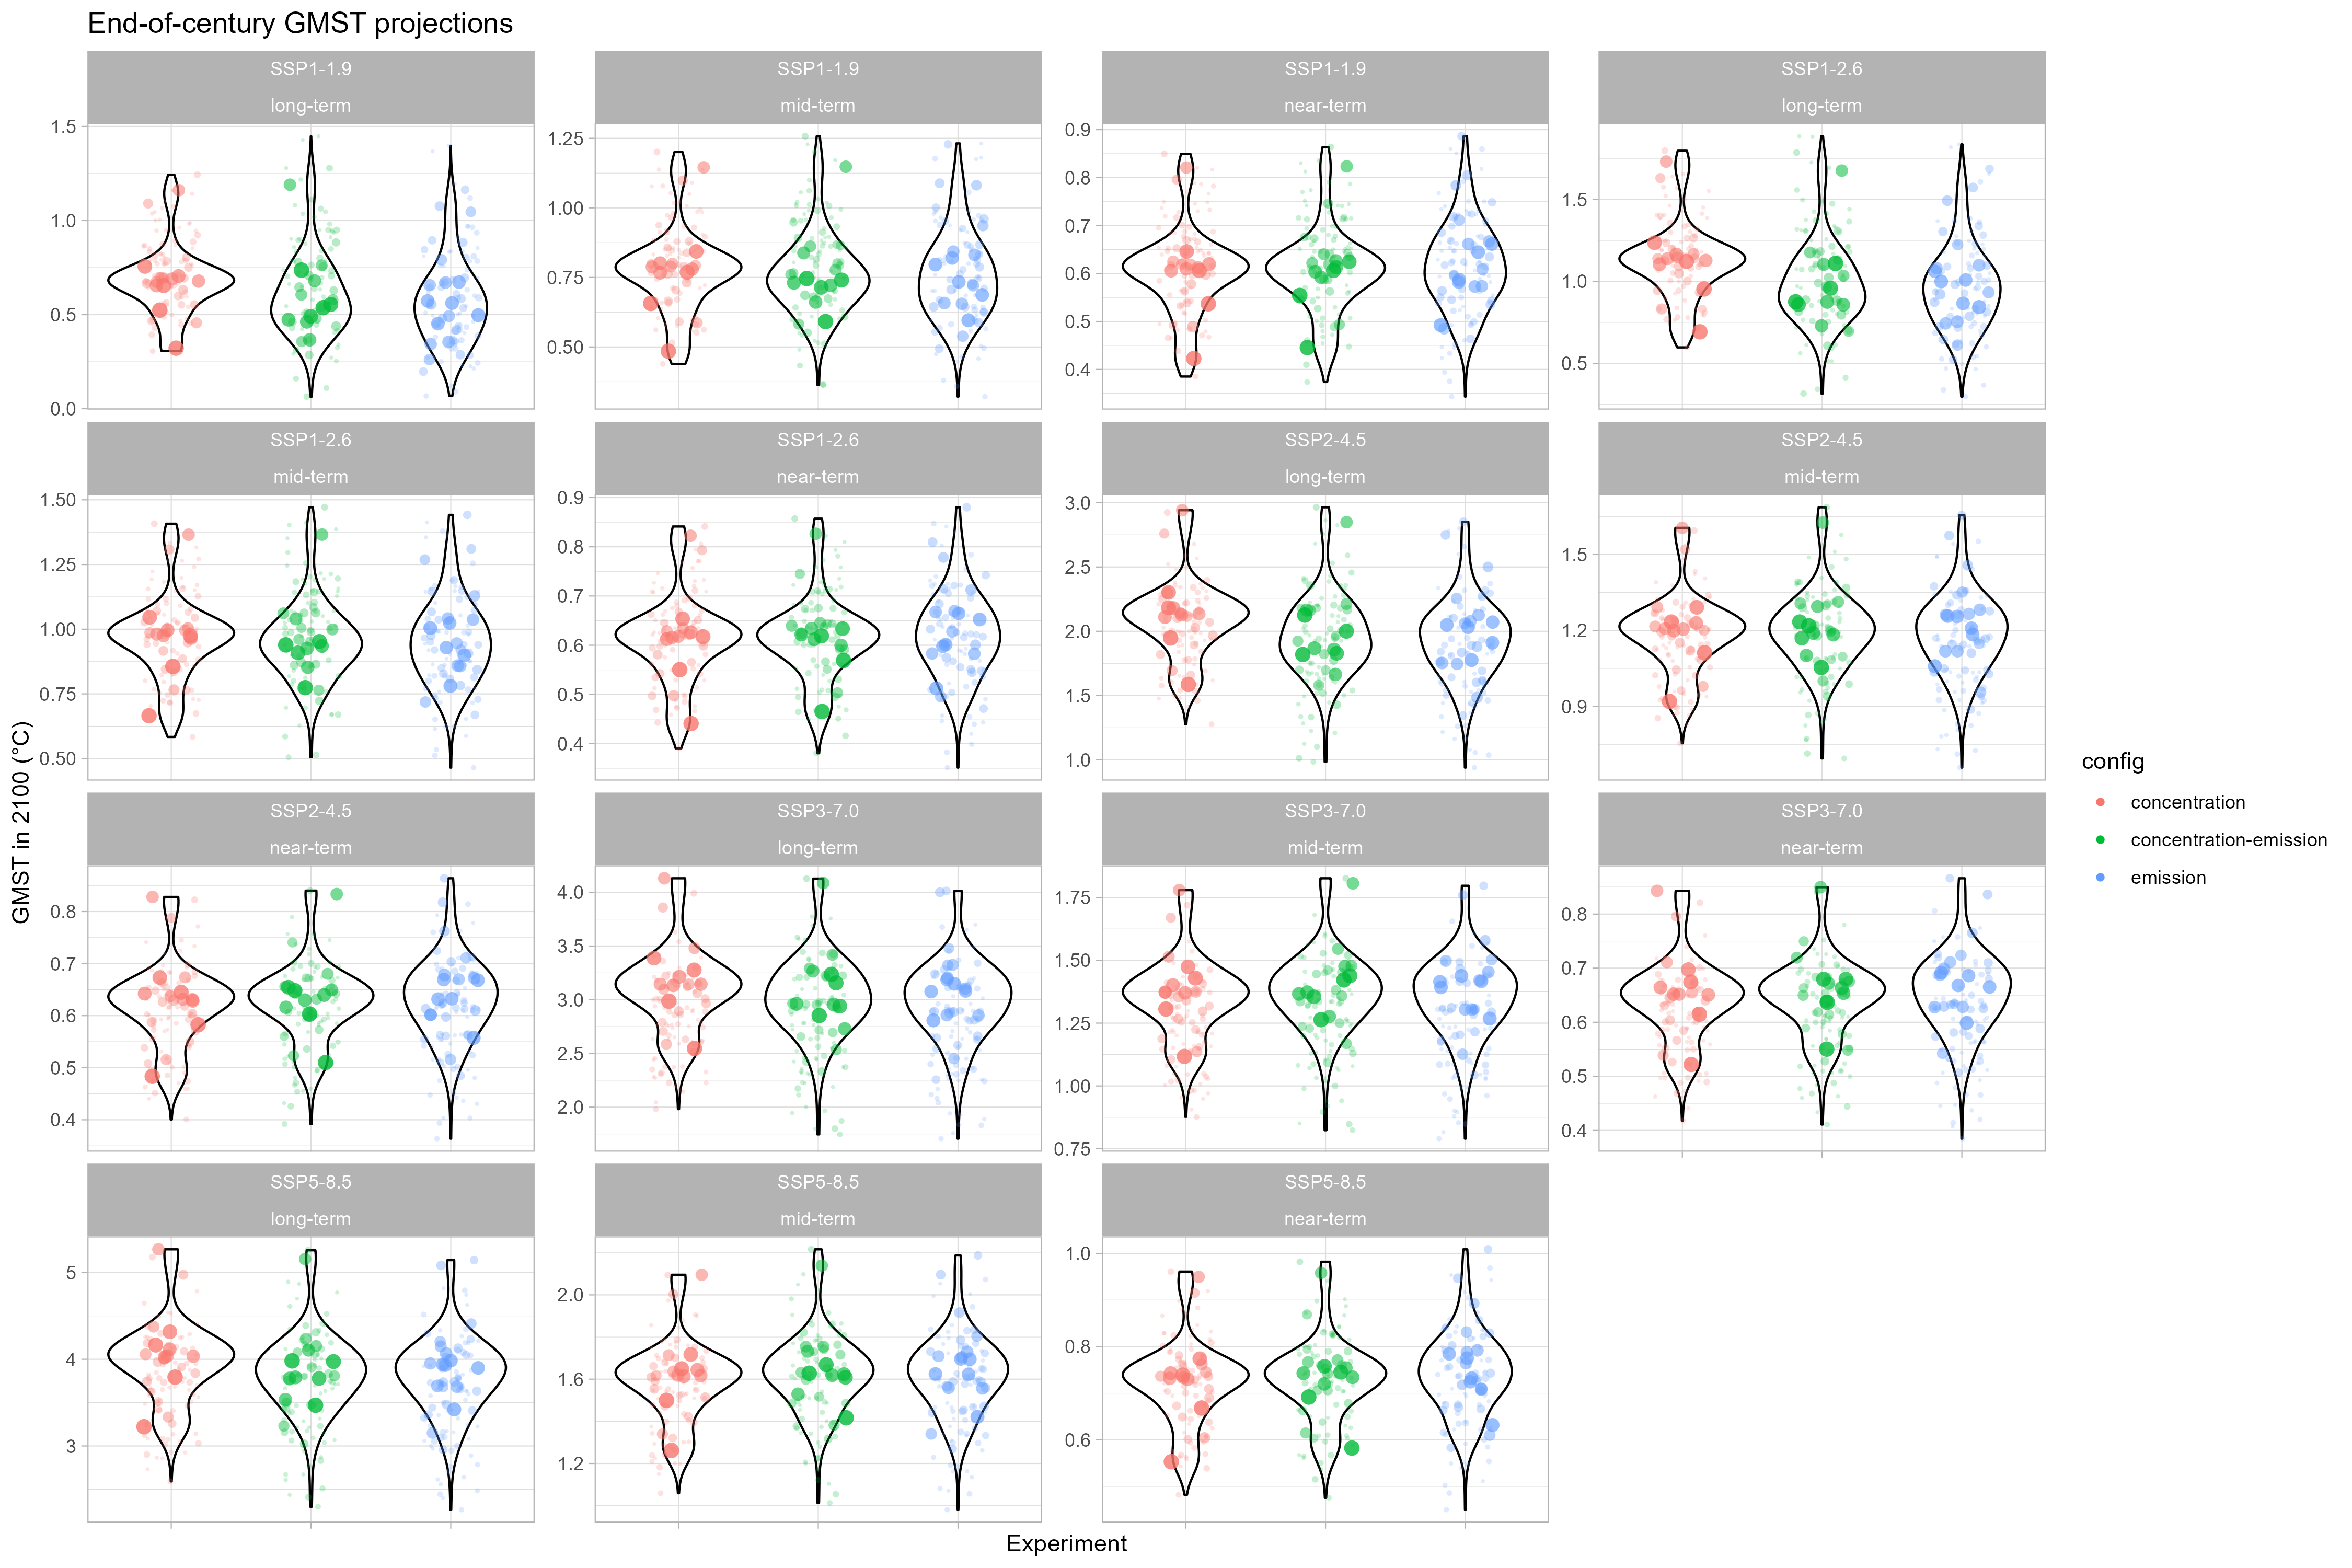 End-of-century GMST projections
SSP1-1.9
long-term
1.5
1.0
0.5
0.0
SSP1-1.9
mid-term
1.25
1.00
0.75
0.50
SSP1-1.9
near-term
0.9
0.8
0.7
0.6
0.5
0.4
SSP1-2.6
long-term
1.5
1.0
0.5
SSP1-2.6
mid-term
1.50
1.25
1.00
0.75
0.50
SSP1-2.6
near-term
0.9
0.8
0.7
0.6
0.5
0.4
SSP2-4.5
long-term
3.0
2.5
2.0
1.5
1.0
SSP2-4.5
mid-term
1.5
1.2
0.9
SSP2-4.5
near-term
0.8
0.7
0.6
0.5
0.4
SSP3-7.0
long-term
4.0
3.5
3.0
2.5
2.0
SSP3-7.0
mid-term
1.75
1.50
1.25
1.00
0.75
SSP3-7.0
near-term
0.8
0.7
0.6
0.5
0.4
SSP5-8.5
long-term
5
4
3
SSP5-8.5
mid-term
2.0
1.6
1.2
SSP5-8.5
near-term
1.0
0.8
0.6
GMST in 2100 (°C)
Experiment
config
concentration
concentration-emission
emission